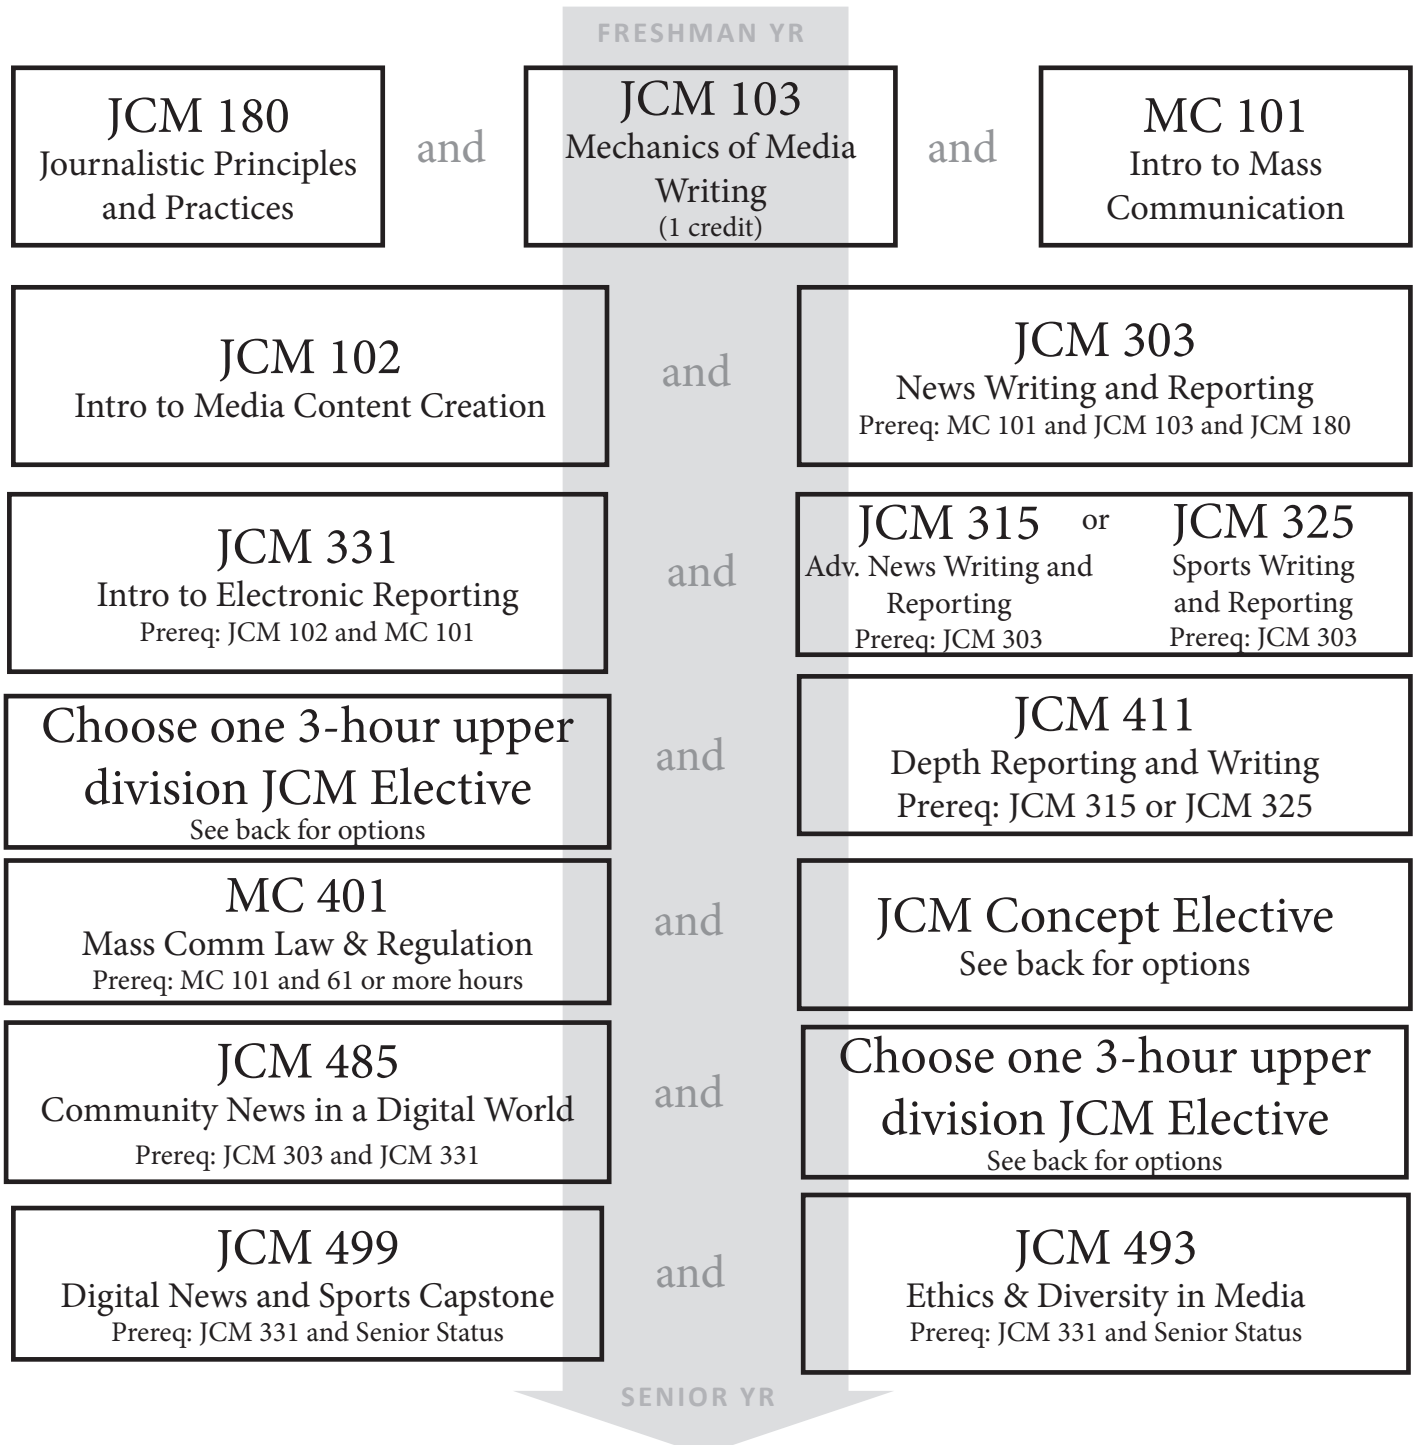 FRESHMAN YR
JCM 180
Journalistic Principles
and Practices
and
JCM 103
Mechanics of Media
Writing
(1 credit)
and
MC 101
Intro to Mass
Communication
JCM 102
Intro to Media Content Creation
and
JCM 303
News Writing and Reporting
Prereq: MC 101 and JCM 103 and JCM 180
JCM 331
Intro to Electronic Reporting
Prereq: JCM 102 and MC 101
and
JCM 315
Adv. News Writing and
Reporting
Prereq: JCM 303
or
JCM 325
Sports Writing
and Reporting
Prereq: JCM 303
Choose one 3-hour upper
division JCM Elective
See back for options
and
JCM 411
Depth Reporting and Writing
Prereq: JCM 315 or JCM 325
MC 401
Mass Comm Law & Regulation
Prereq: MC 101 and 61 or more hours
and
JCM Concept Elective
See back for options
JCM 485
Community News in a Digital World
Prereq: JCM 303 and JCM 331
and
Choose one 3-hour upper
division JCM Elective
See back for options
JCM 499
Digital News and Sports Capstone
Prereq: JCM 331 and Senior Status
and
JCM 493
Ethics & Diversity in Media
Prereq: JCM 331 and Senior Status
SENIOR YR